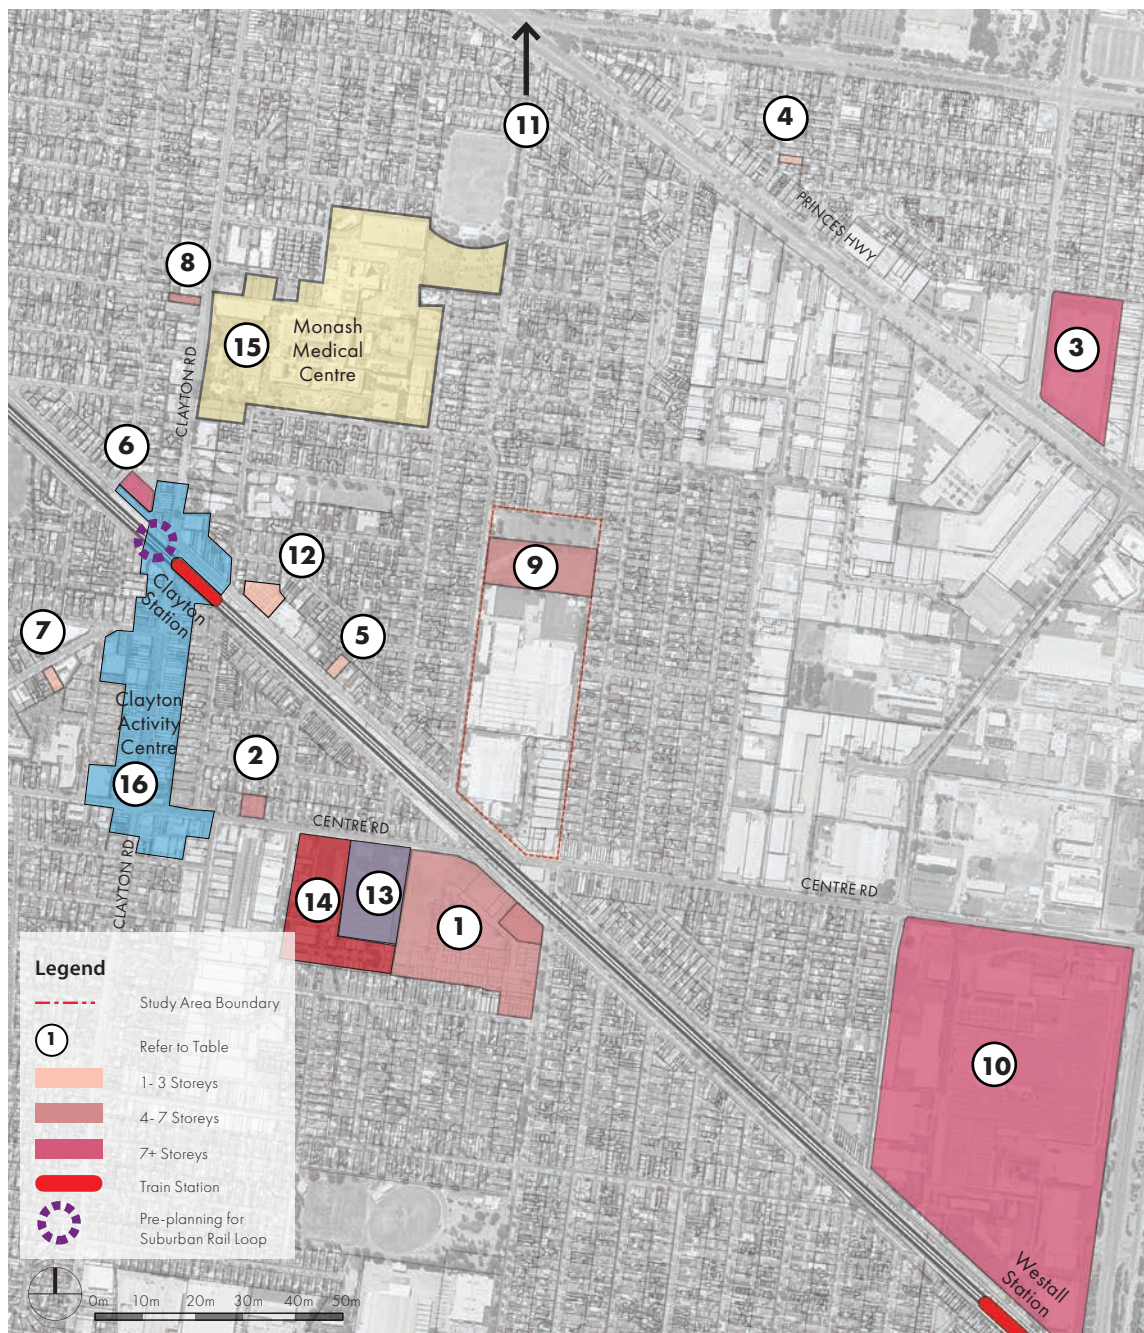 11
4
PRINCES HWY
8
3
15
Monash
Medical
Centre
CLAYTON RD
6
12
9
Clayton
Station
5
7
Clayton
Activity
Centre
2
16
CENTRE RD
CLAYTON RD
14
13
1
CENTRE RD
10
Westall
Station
Legend
Study Area Boundary
1
Refer to Table
1- 3 Storeys
4- 7 Storeys
7+ Storeys
Train Station
Pre-planning for
Suburban Rail Loop
0m 10m 20m 30m 40m 50m